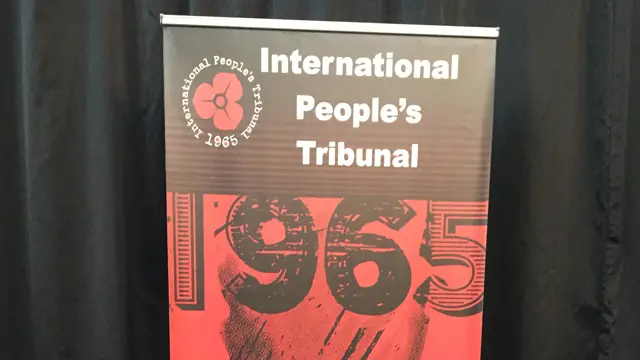 International People's Tribunal
1965
International
People's
Tribunal
1965